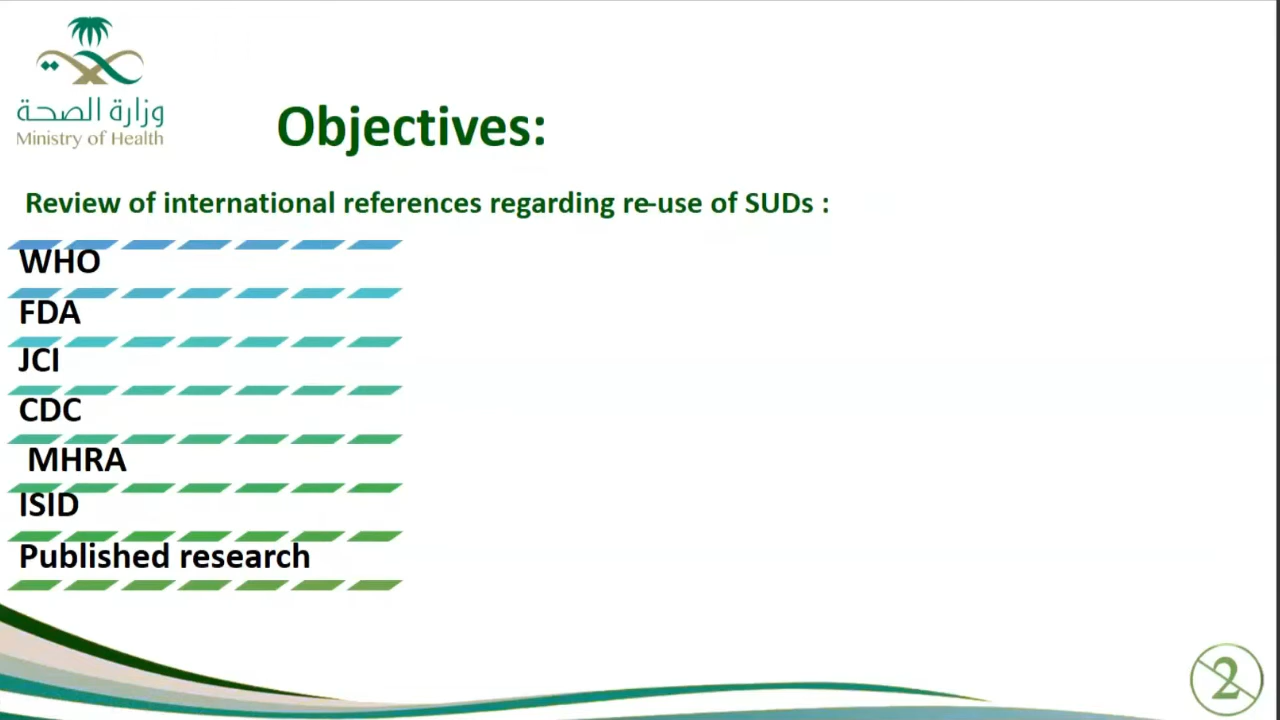 وزارة الصحة
Ministry of Health
Objectives:
Review of international references regarding re-use of SUDs :
WHO
FDA
JCI
CDC
MHRA
ISID
Published research
2